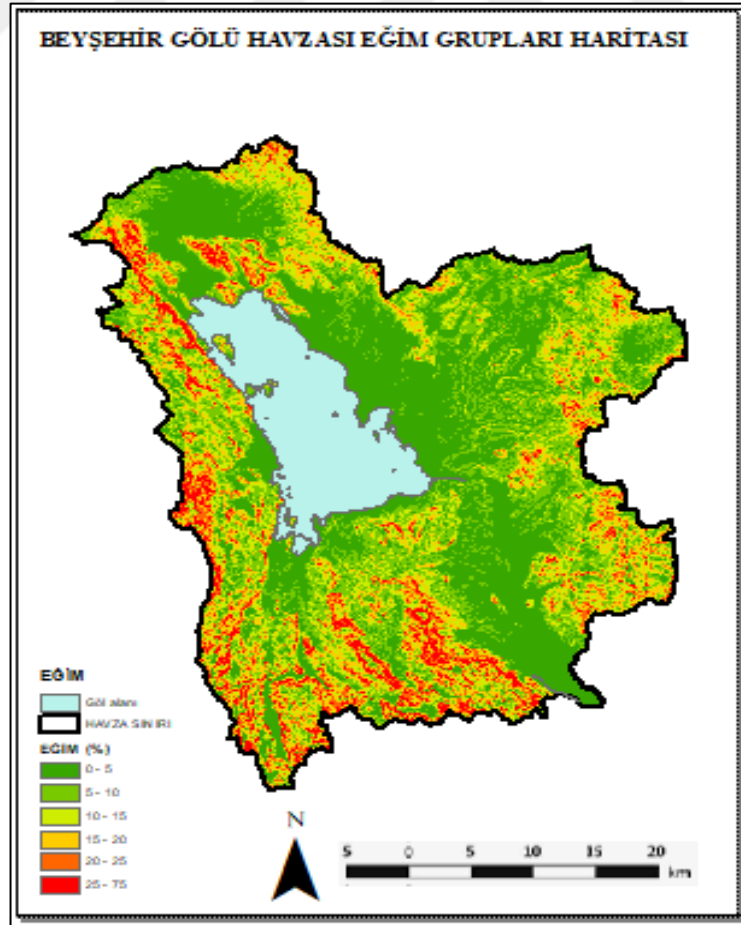 BEYŞEHİR GÖLÜ HAVZASI EĞİM GRUPLARI HARİTASI
EĞİM
Göl alanı
HAVZA SINIRI
EĞİM (%)
0 - 5
5 - 10
10 - 15
15 - 20
20 - 25
25 - 75
N
5 0 5 10 15 20
km